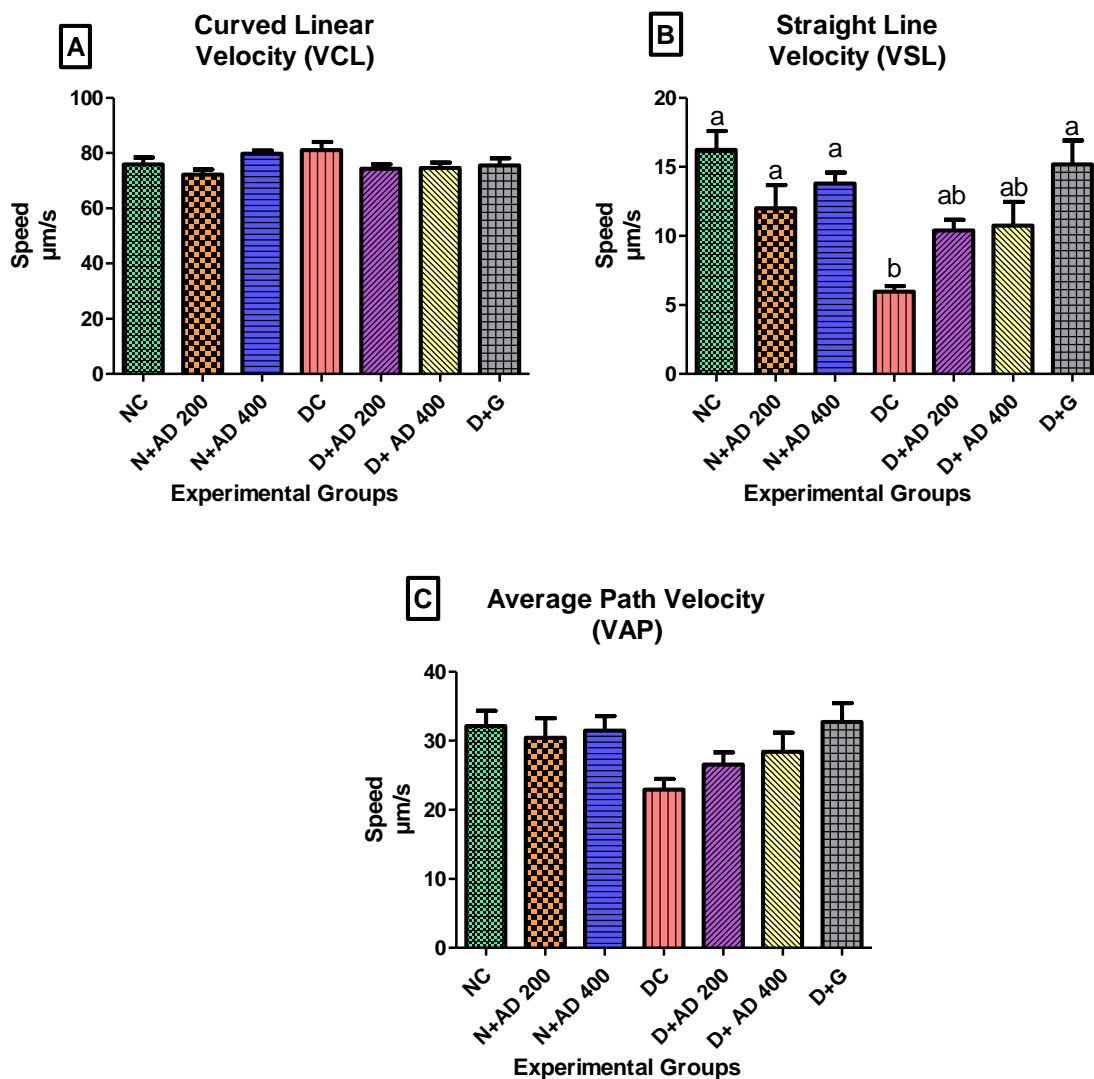 A
Curved Linear
Velocity (VCL)
100
80
60
40
20
0
Speed
µm/s
NC
N+AD 200
N+AD 400
DC
D+AD 200
D+ AD 400
D+G
Experimental Groups
B
Straight Line
Velocity (VSL)
20
15
10
5
0
Speed
µm/s
a
a
a
b
ab
ab
a
NC
N+AD 200
N+AD 400
DC
D+AD 200
D+ AD 400
D+G
Experimental Groups
C
Average Path Velocity
(VAP)
40
30
20
10
0
Speed
µm/s
NC
N+AD 200
N+AD 400
DC
D+AD 200
D+ AD 400
D+G
Experimental Groups